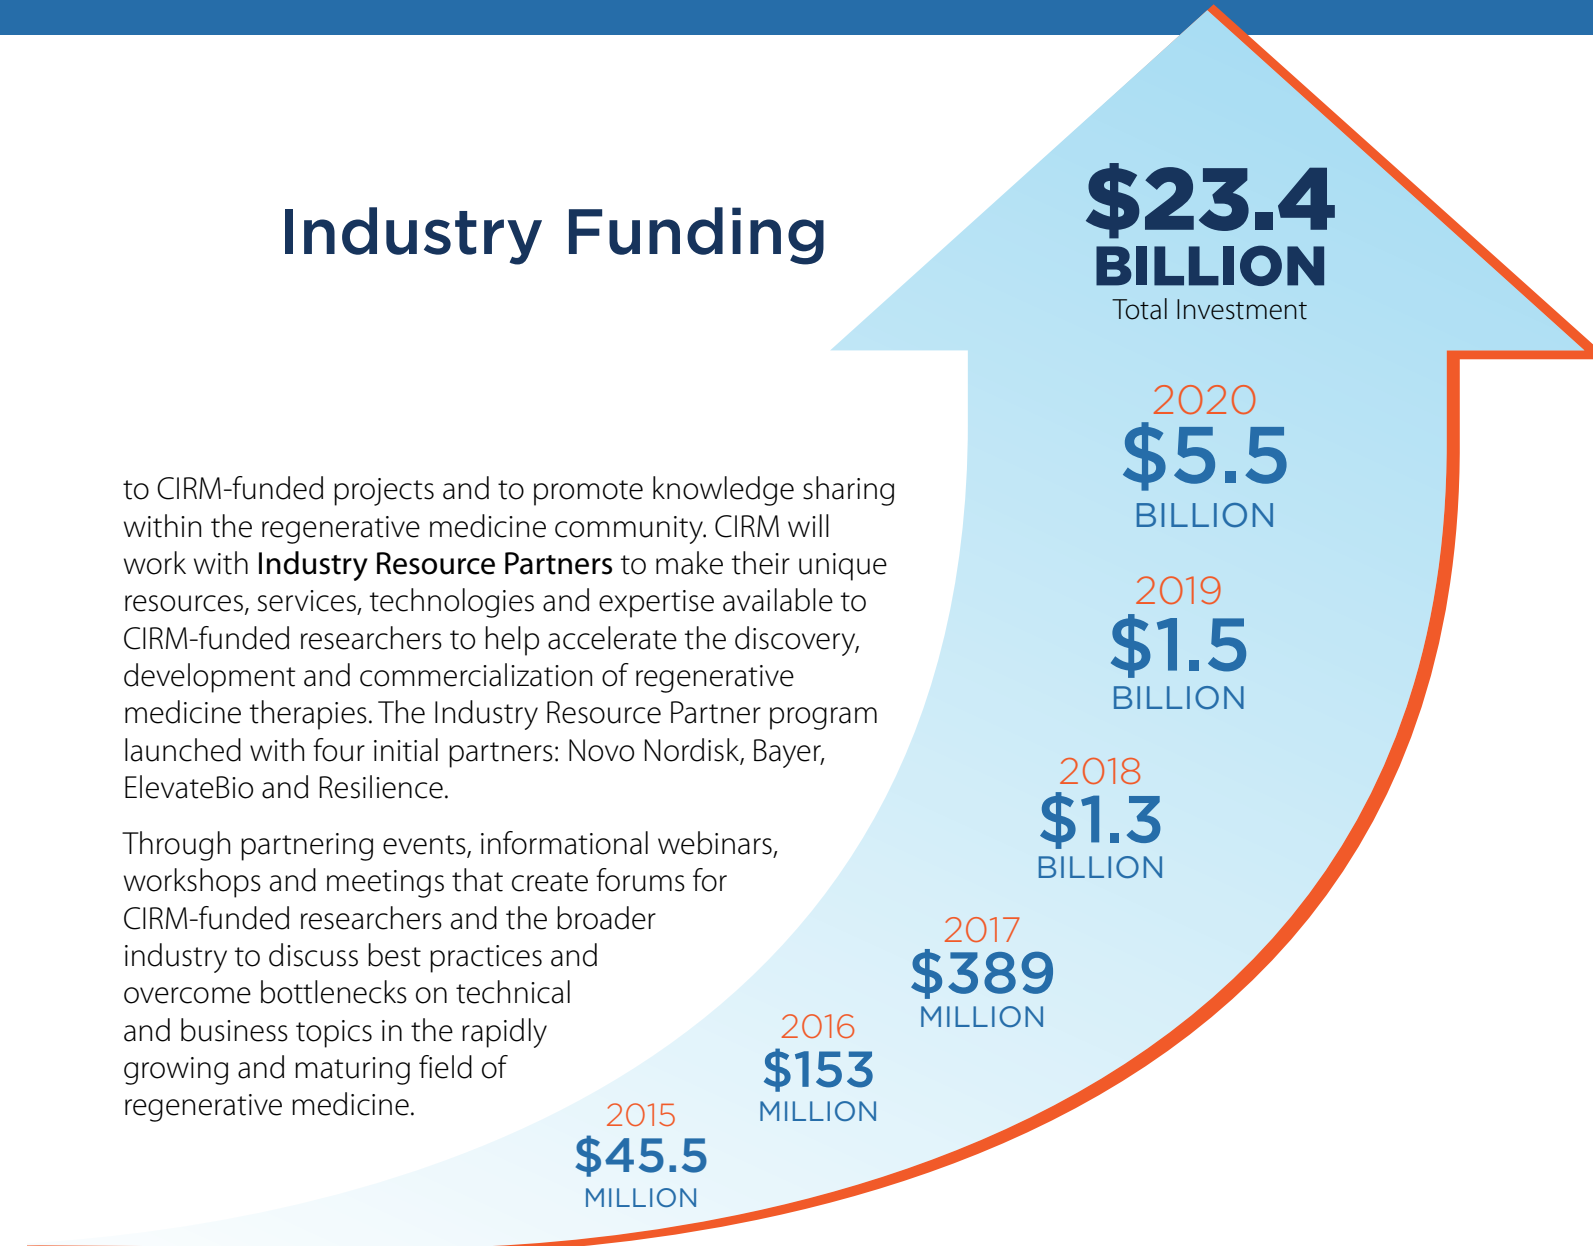 Industry Funding
$23.4
BILLION
Total Investment
2020
$5.5
BILLION
2019
$1.5
BILLION
2018
$1.3
BILLION
2017
$389
MILLION
2016
$153
MILLION
2015
$45.5
MILLION
to CIRM-funded projects and to promote knowledge sharing
within the regenerative medicine community. CIRM will
work with Industry Resource Partners to make their unique
resources, services, technologies and expertise available to
CIRM-funded researchers to help accelerate the discovery,
development and commercialization of regenerative
medicine therapies. The Industry Resource Partner program
launched with four initial partners: Novo Nordisk, Bayer,
ElevateBio and Resilience.
Through partnering events, informational webinars,
workshops and meetings that create forums for
CIRM-funded researchers and the broader
industry to discuss best practices and
overcome bottlenecks on technical
and business topics in the rapidly
growing and maturing field of
regenerative medicine.